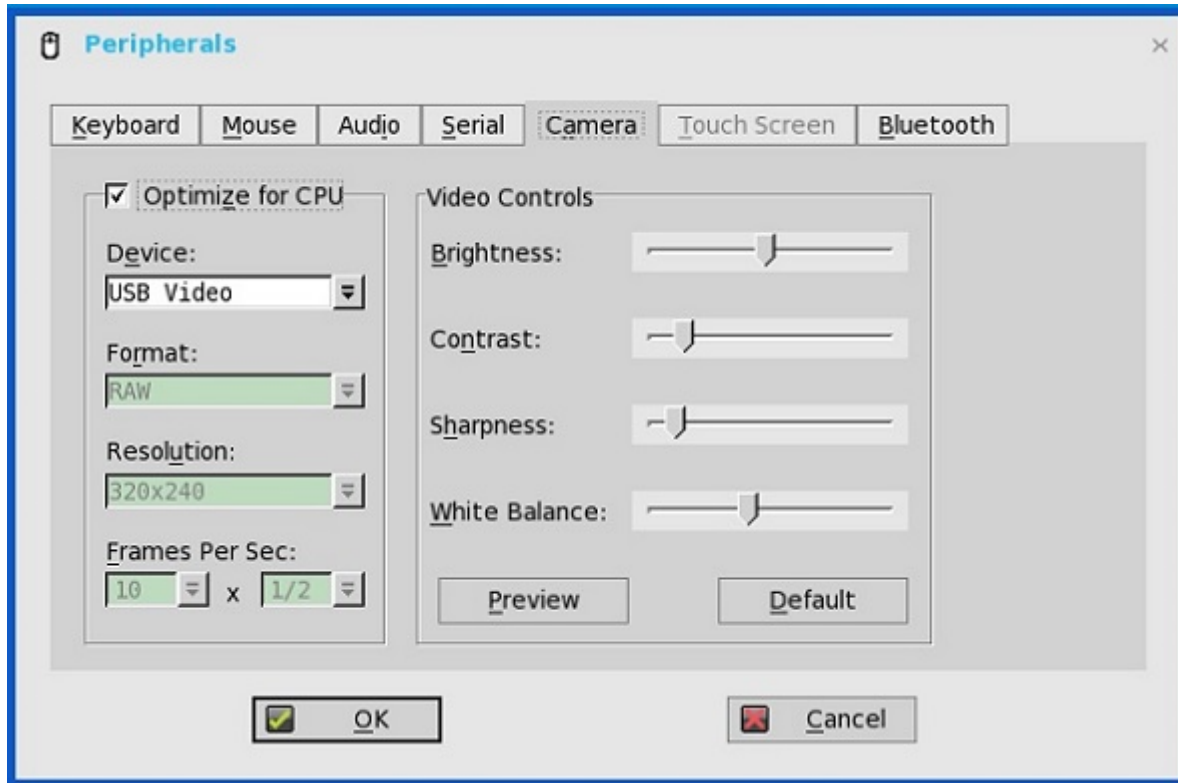 Peripherals
Keyboard Mouse Audio Serial Camera Touch Screen Bluetooth
Optimize for CPU
Device:
USB Video
Format:
RAW
Resolution:
320x240
Frames Per Sec:
10 x 1/2
Video Controls
Brightness:
Contrast:
Sharpness:
White Balance:
Preview Default
OK Cancel